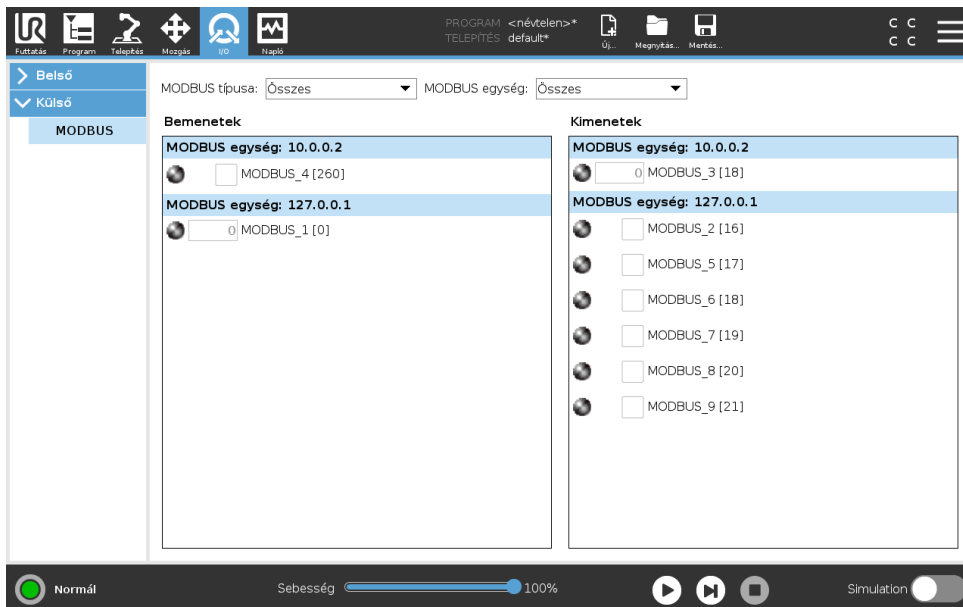 UR
PROGRAM <névtelen>*
TELEPÍTÉS default*
C C
C C
Futtatás Program Telepítés Mozgás I/O Napló Új... Megnyitás... Mentés...
Belső
Külső
MODBUS
MODBUS típusa: Összes MODBUS egység: Összes
Bemenetek
MODBUS egység: 10.0.0.2
MODBUS_4 [260]
MODBUS egység: 127.0.0.1
0 MODBUS_1 [0]
Kimenetek
MODBUS egység: 10.0.0.2
0 MODBUS_3 [18]
MODBUS egység: 127.0.0.1
MODBUS_2 [16]
MODBUS_5 [17]
MODBUS_6 [18]
MODBUS_7 [19]
MODBUS_8 [20]
MODBUS_9 [21]
Normál Sebesség 100% Simulation